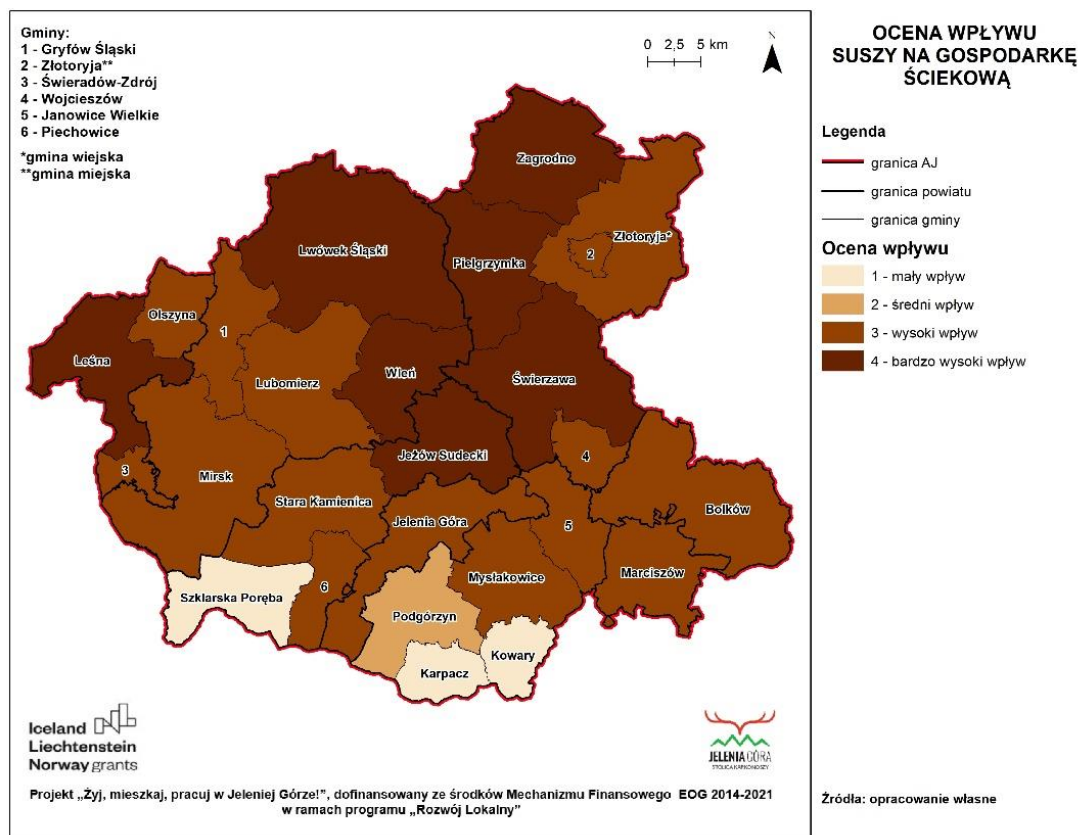 Gminy:
1 - Gryfów Śląski
2 - Złotoryja**
3 - Świeradów-Zdrój
4 - Wojcieszów
5 - Janowice Wielkie
6 - Piechowice
*gmina wiejska
**gmina miejska
0 2,5 5 km
N
OCENA WPŁYWU
SUSZY NA GOSPODARKĘ
ŚCIEKOWĄ
Legenda
granica AJ
granica powiatu
granica gminy
Ocena wpływu
1 - mały wpływ
2 - średni wpływ
3 - wysoki wpływ
4 - bardzo wysoki wpływ
Zagrodno
Złotoryja*
2
Lwówek Śląski
Pielgrzymka
Olszyna
1
Leśna
Lubomierz
Wleń
Świerzawa
Jeżów Sudecki
4
3
Mirsk
Stara Kamienica
Jelenia Góra
5
Bolków
Mysłakowice
Marciszów
6
Szklarska Poręba
Podgórzyn
Kowary
Karpacz
Iceland
Liechtenstein
Norway grants
JELENIA GÓRA
STOLICA KARKONOSZY
Projekt „Żyj, mieszkaj, pracuj w Jeleniej Górze!”, dofinansowany ze środków Mechanizmu Finansowego EOG 2014-2021
w ramach programu „Rozwój Lokalny”
Źródła: opracowanie własne